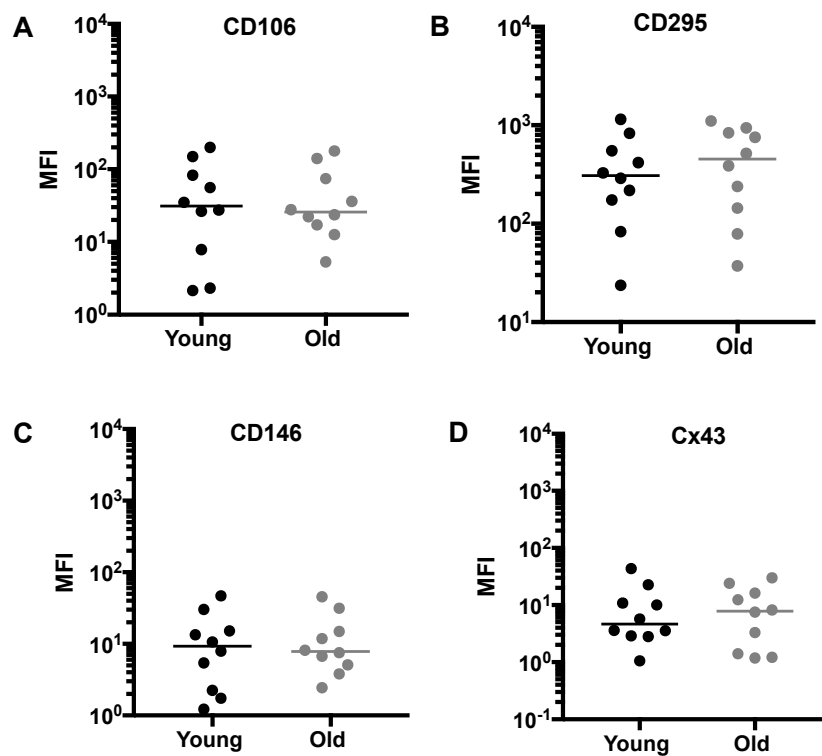 A
CD106
10⁴
10³
10²
10¹
10⁰
MFI
Young
Old
B
CD295
10⁴
10³
10²
10¹
MFI
Young
Old
C
CD146
10⁴
10³
10²
10¹
10⁰
MFI
Young
Old
D
Cx43
10⁴
10³
10²
10¹
10⁰
10⁻¹
MFI
Young
Old